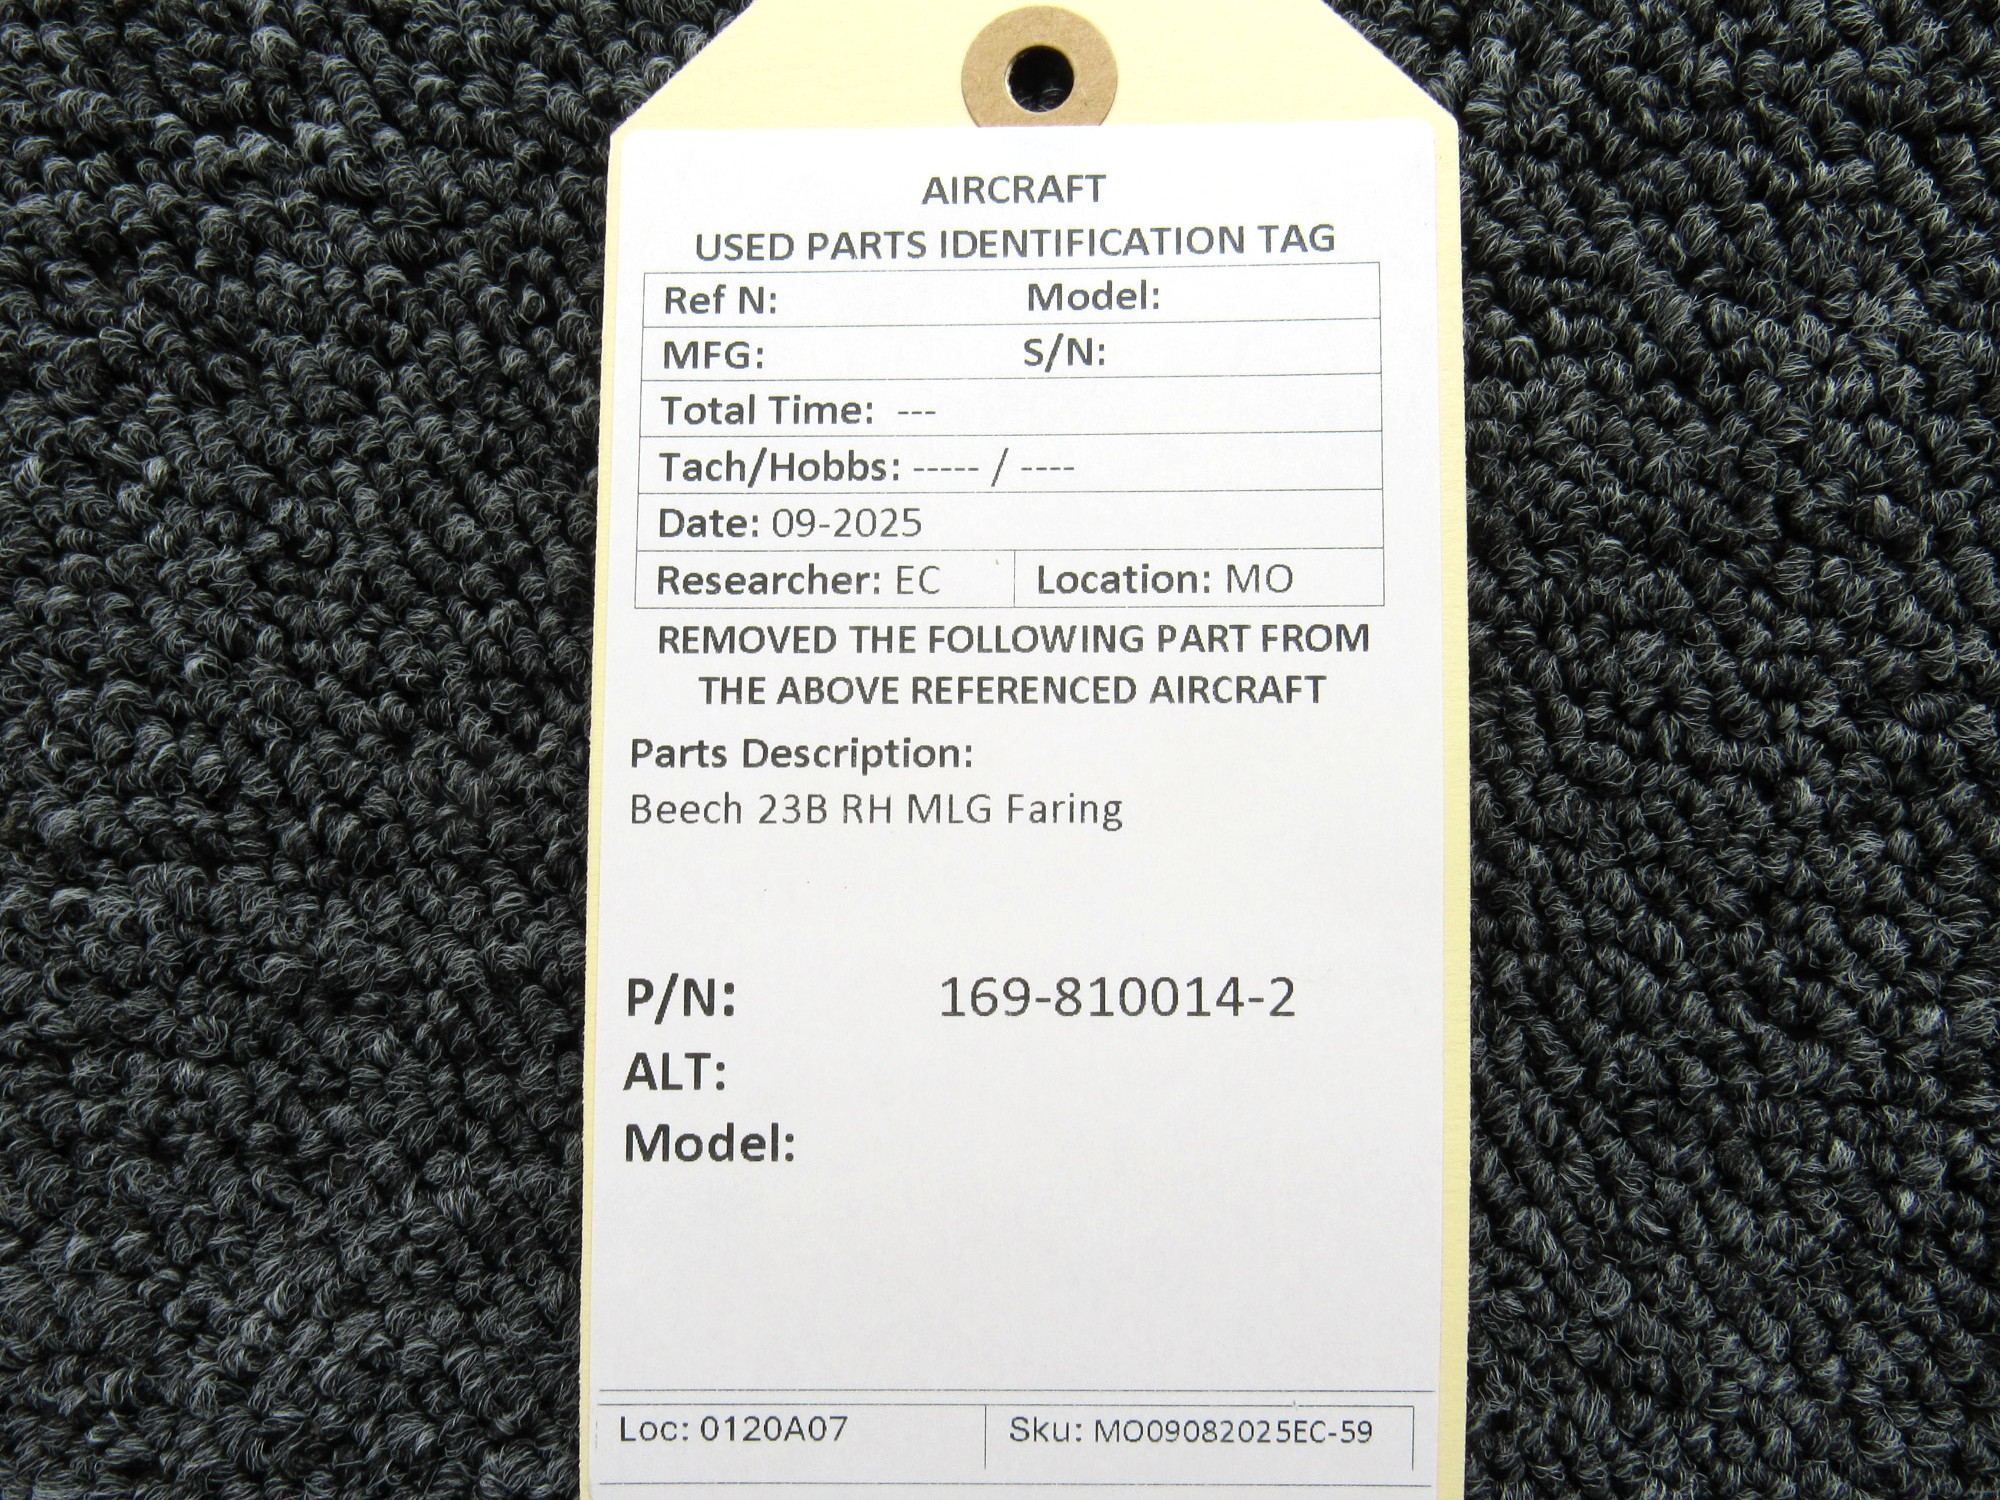 AIRCRAFT
USED PARTS IDENTIFICATION TAG
Ref N: Model:
MFG: S/N:
Total Time: ---
Tach/Hobbs: ----- / ----
Date: 09-2025
Researcher: EC Location: MO
REMOVED THE FOLLOWING PART FROM
THE ABOVE REFERENCED AIRCRAFT
Parts Description:
Beech 23B RH MLG Faring
P/N: 169-810014-2
ALT:
Model:
Loc: 0120A07 Sku: MO09082025EC-59